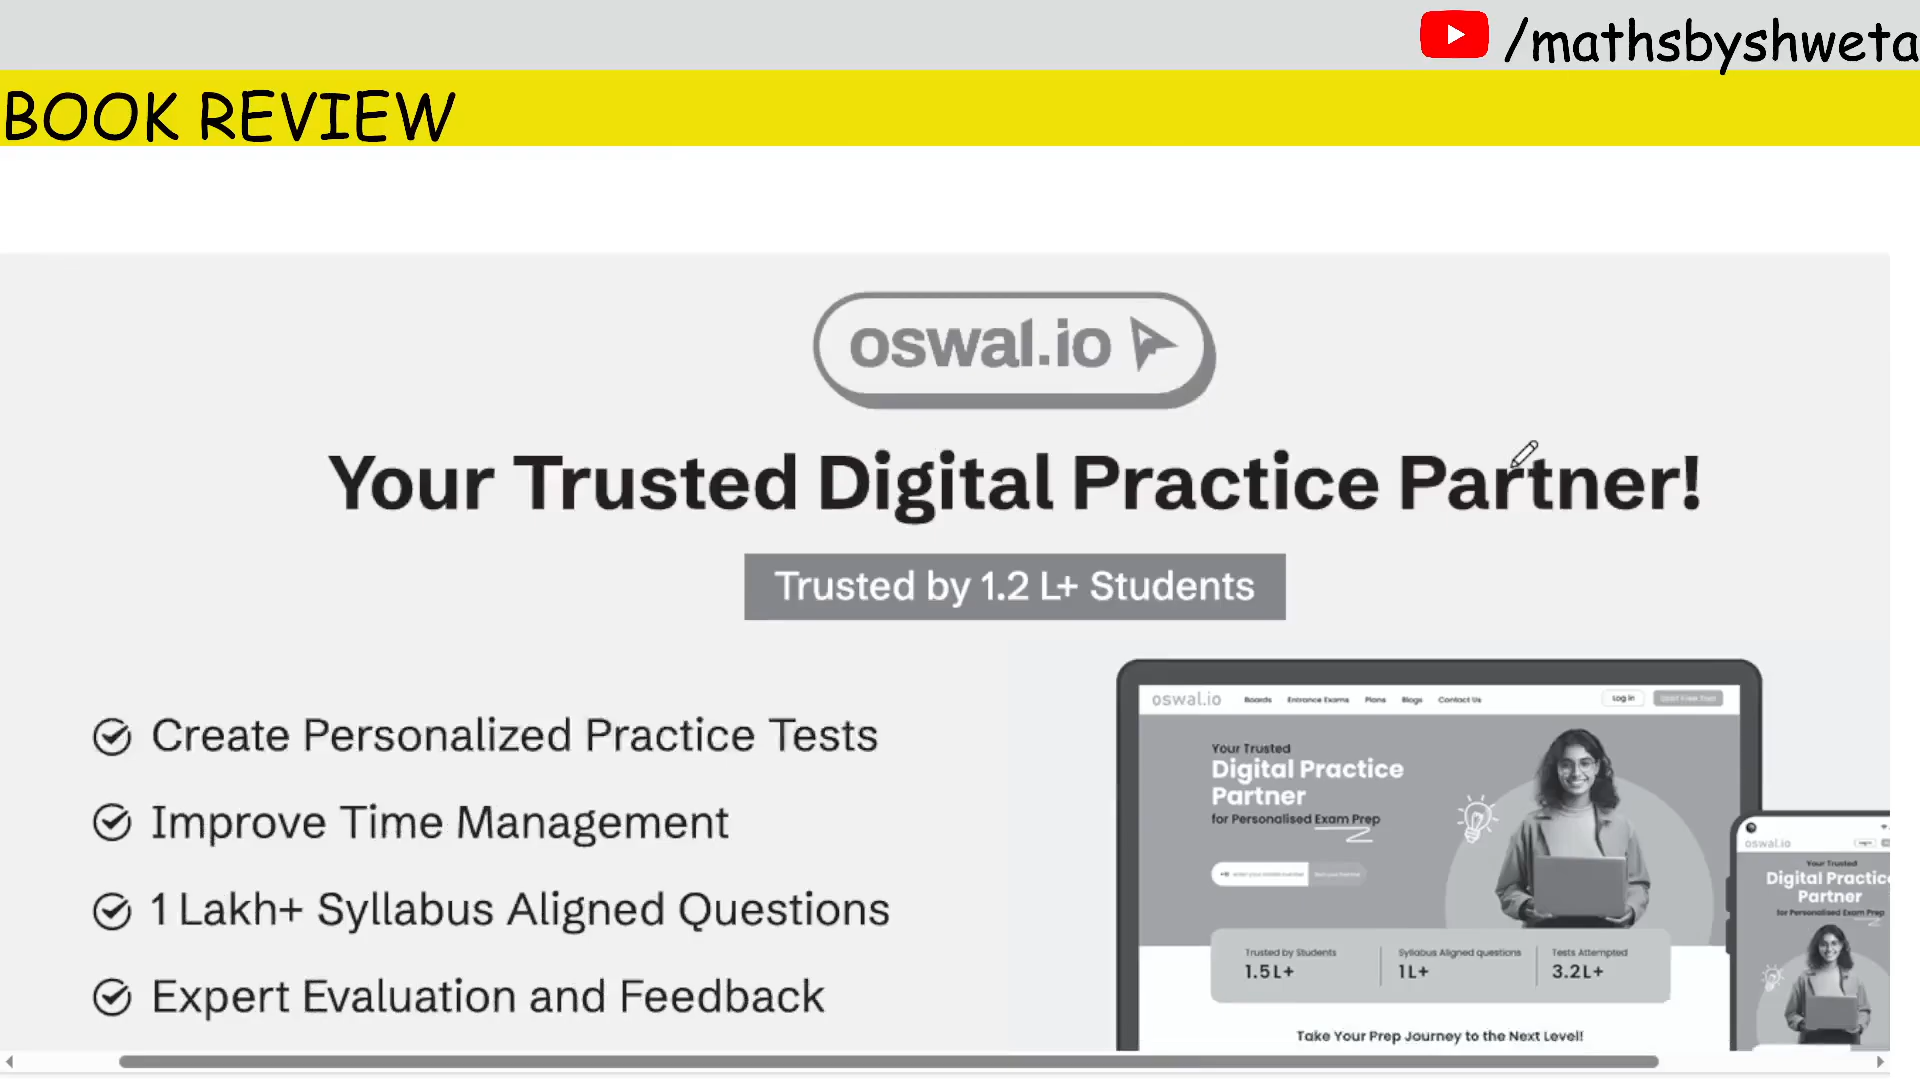 /mathsbyshweta
BOOK REVIEW
oswal.io
Your Trusted Digital Practice Partner!
Trusted by 1.2 L+ Students
Create Personalized Practice Tests
Improve Time Management
1 Lakh+ Syllabus Aligned Questions
Expert Evaluation and Feedback
oswal.io Boards Entrance Exams Plans Blogs Contact Us Log in
Your Trusted
Digital Practice
Partner
for Personalised Exam Prep
Trusted by Students
1.5L+
Syllabus Aligned questions
1L+
Tests Attempted
3.2L+
Take Your Prep Journey to the Next Level!
oswal.io
Your Trusted
Digital Practice
Partner
for Personalised Exam Prep